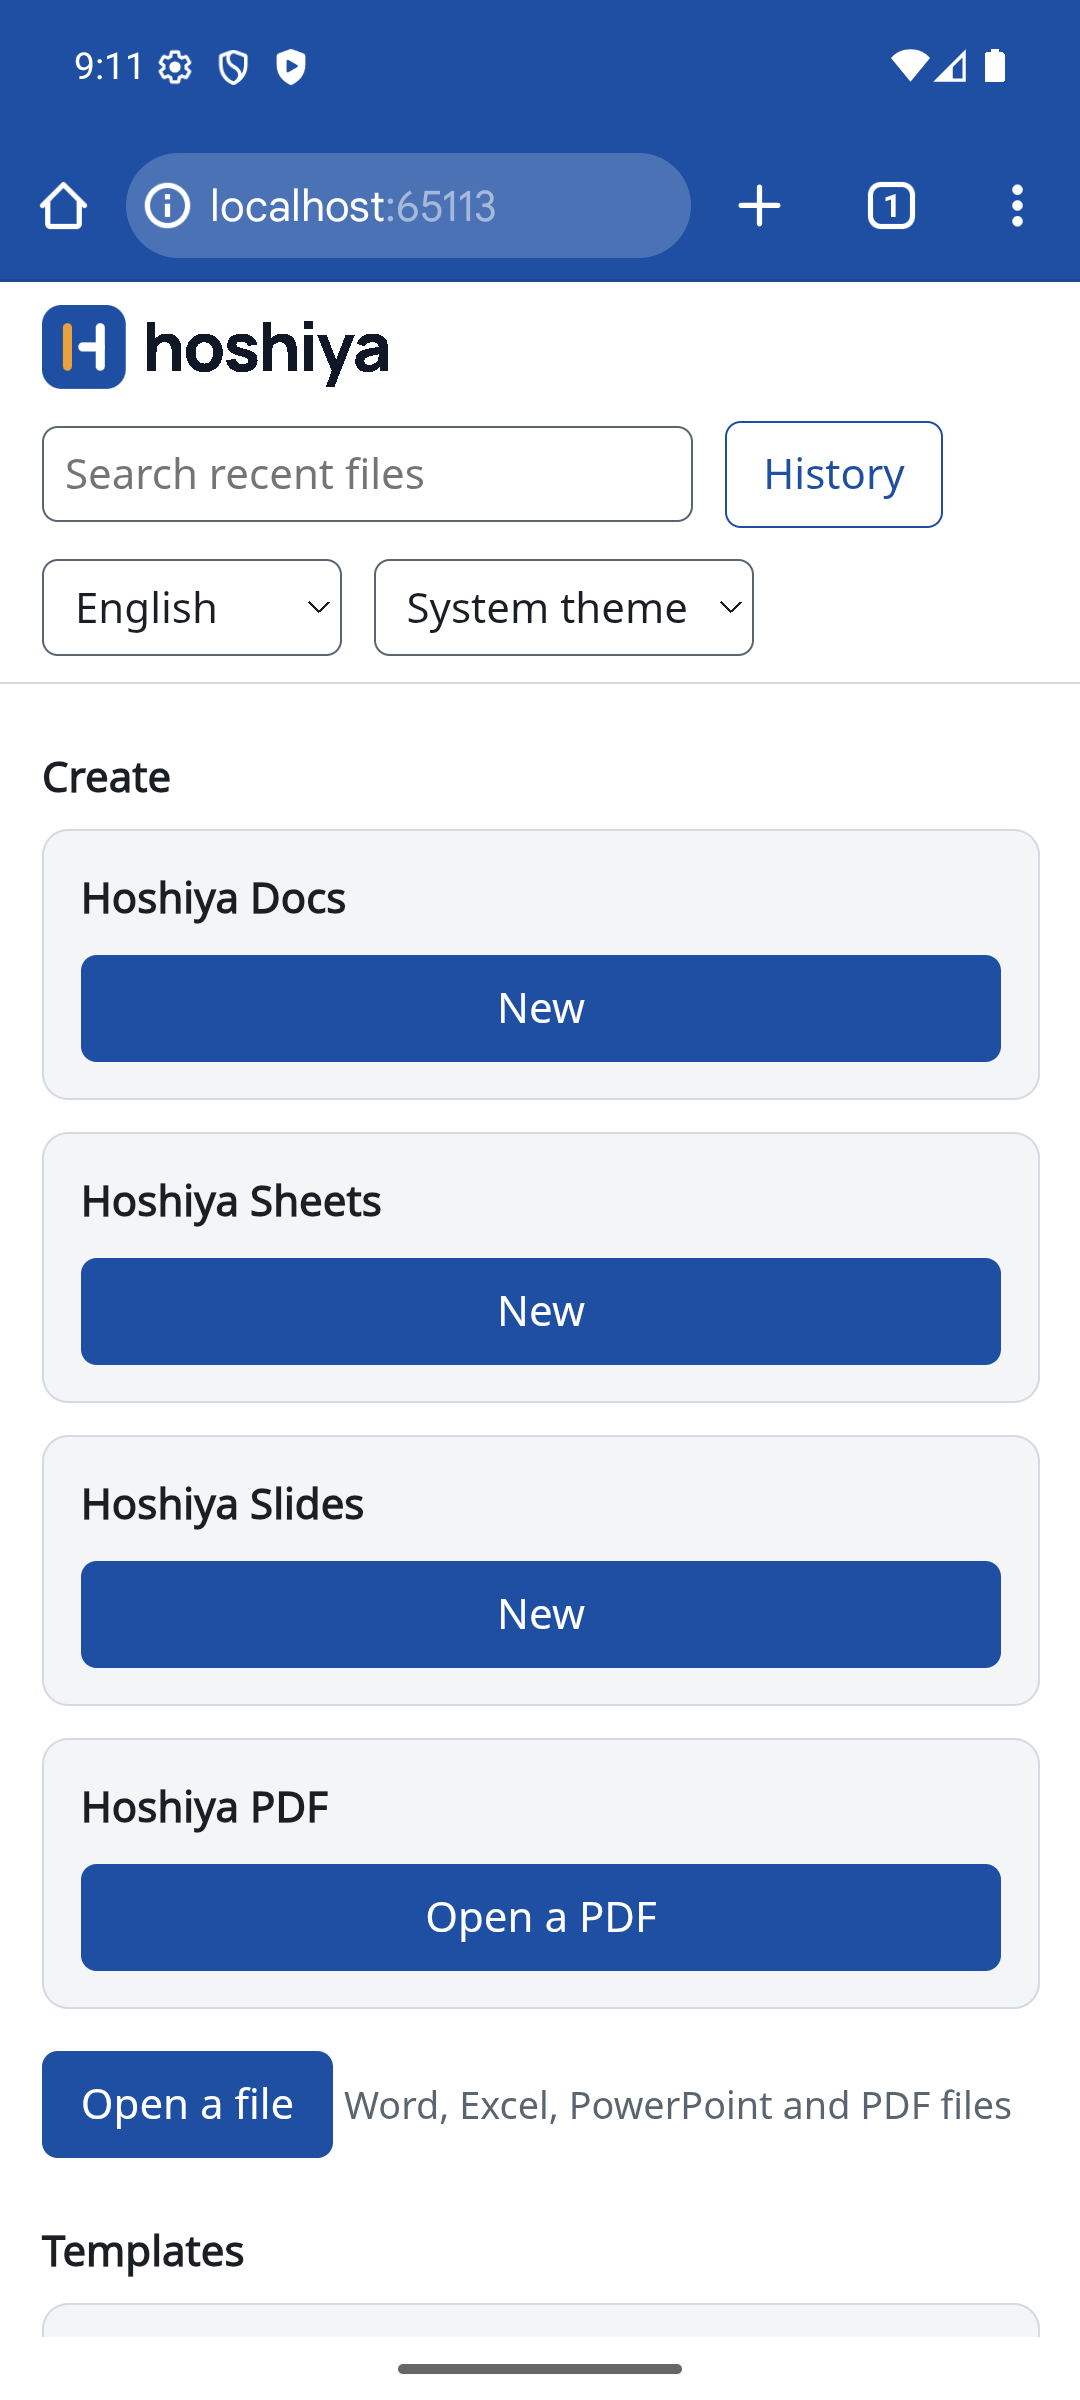 9:11
localhost:65113
1
hoshiya
Search recent files
History
English
System theme
Create
Hoshiya Docs
New
Hoshiya Sheets
New
Hoshiya Slides
New
Hoshiya PDF
Open a PDF
Open a file
Word, Excel, PowerPoint and PDF files
Templates